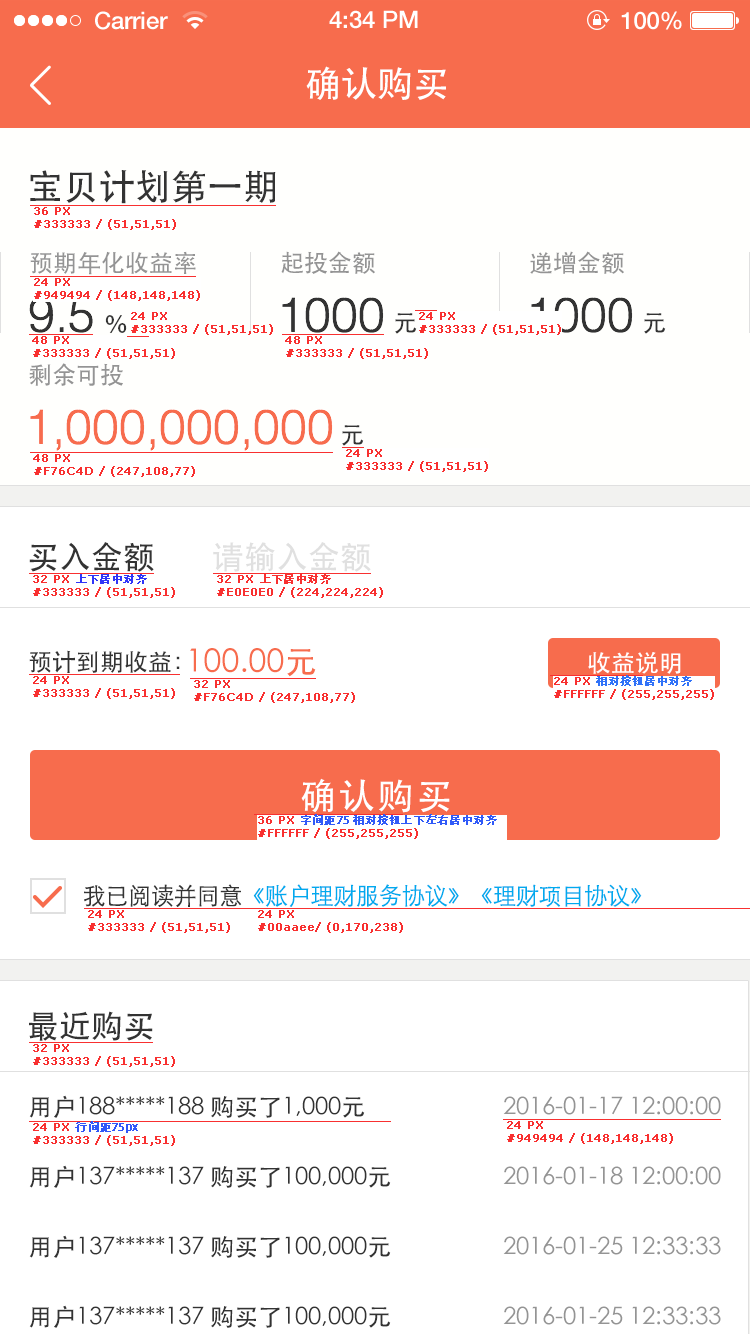 Carrier 4:34 PM 100%
确认购买
宝贝计划第一期
36 PX
#333333 / (51,51,51)
预期年化收益率 起投金额 递增金额
24 PX
#949494 / (148,148,148)
9.5 % 1000 元 1000 元
24 PX 24 PX
#333333 / (51,51,51) #333333 / (51,51,51)
48 PX 48 PX
#333333 / (51,51,51) #333333 / (51,51,51)
剩余可投
1,000,000,000 元
48 PX 24 PX
#F76C4D / (247,108,77) #333333 / (51,51,51)
买入金额 请输入金额
32 PX 上下居中对齐 32 PX 上下居中对齐
#333333 / (51,51,51) #E0E0E0 / (224,224,224)
预计到期收益: 100.00元 收益说明
24 PX 32 PX 24 PX 相对按钮居中对齐
#333333 / (51,51,51) #F76C4D / (247,108,77) #FFFFFF / (255,255,255)
确认购买
36 PX 字间距75 相对按钮上下左右居中对齐
#FFFFFF / (255,255,255)
我已阅读并同意《账户理财服务协议》 《理财项目协议》
24 PX 24 PX
#333333 / (51,51,51) #00aaee/ (0,170,238)
最近购买
32 PX
#333333 / (51,51,51)
用户188*****188 购买了1,000元 2016-01-17 12:00:00
24 PX 行间距75px 24 PX
#333333 / (51,51,51) #949494 / (148,148,148)
用户137*****137 购买了100,000元 2016-01-18 12:00:00
用户137*****137 购买了100,000元 2016-01-25 12:33:33
用户137*****137 购买了100,000元 2016-01-25 12:33:33